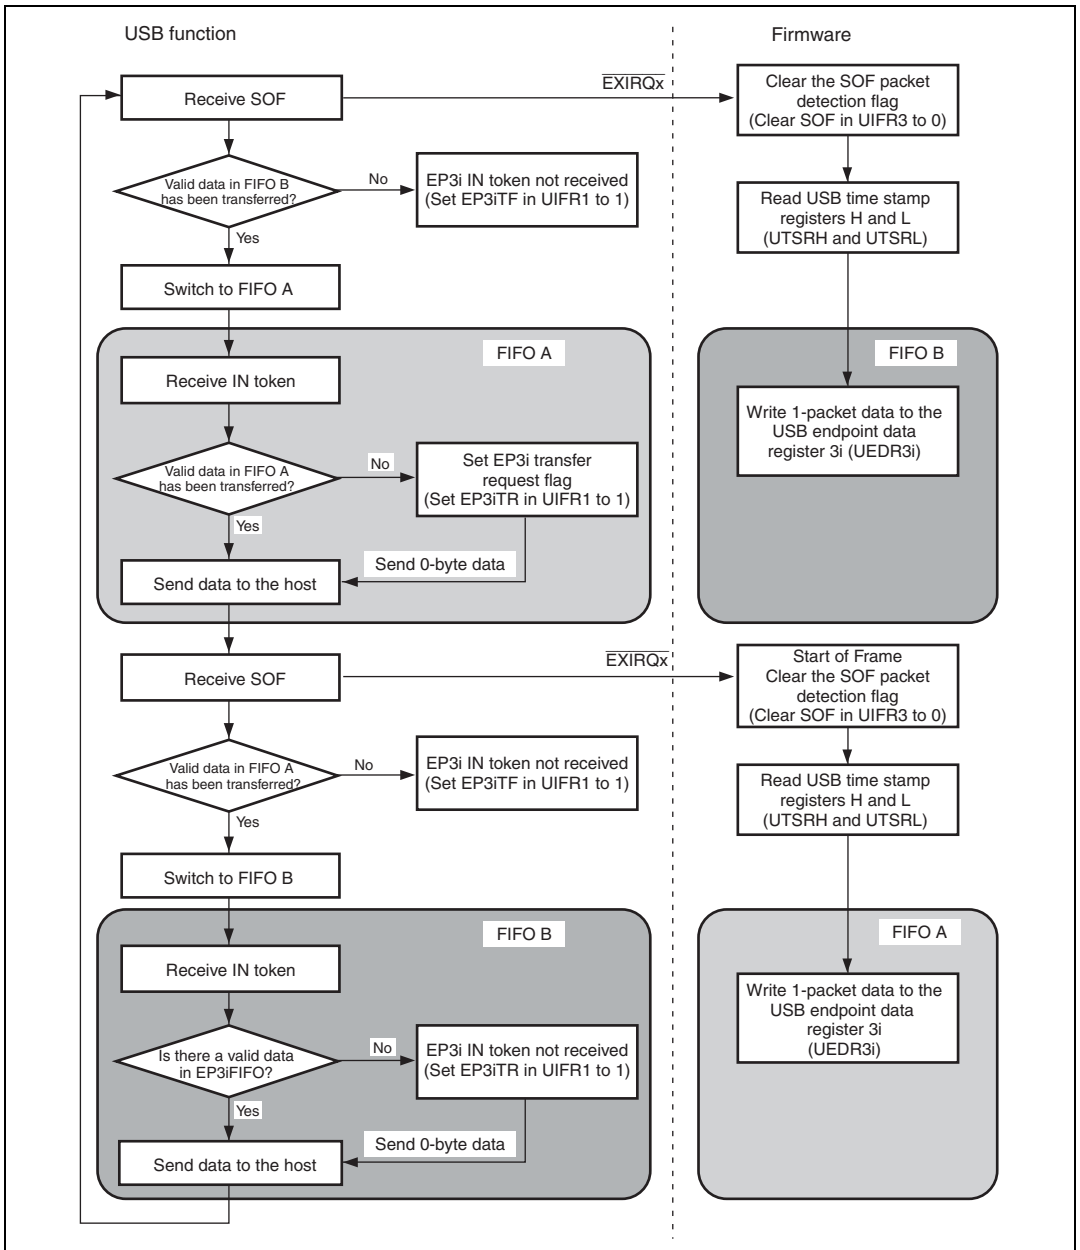 USB function
Firmware
Receive SOF
EXIRQx
Clear the SOF packet
detection flag
(Clear SOF in UIFR3 to 0)
Valid data in FIFO B
has been transferred?
No
EP3i IN token not received
(Set EP3iTF in UIFR1 to 1)
Read USB time stamp
registers H and L
(UTSRH and UTSRL)
Yes
Switch to FIFO A
FIFO A
FIFO B
Receive IN token
Write 1-packet data to the
USB endpoint data
register 3i (UEDR3i)
Valid data in FIFO A
has been transferred?
No
Set EP3i transfer
request flag
(Set EP3iTR in UIFR1 to 1)
Yes
Send 0-byte data
Send data to the host
Receive SOF
EXIRQx
Start of Frame
Clear the SOF packet
detection flag
(Clear SOF in UIFR3 to 0)
Valid data in FIFO A
has been transferred?
No
EP3i IN token not received
(Set EP3iTF in UIFR1 to 1)
Read USB time stamp
registers H and L
(UTSRH and UTSRL)
Yes
Switch to FIFO B
FIFO B
FIFO A
Receive IN token
Write 1-packet data to the
USB endpoint data
register 3i
(UEDR3i)
Is there a valid data
in EP3iFIFO?
No
EP3i IN token not received
(Set EP3iTR in UIFR1 to 1)
Yes
Send 0-byte data
Send data to the host